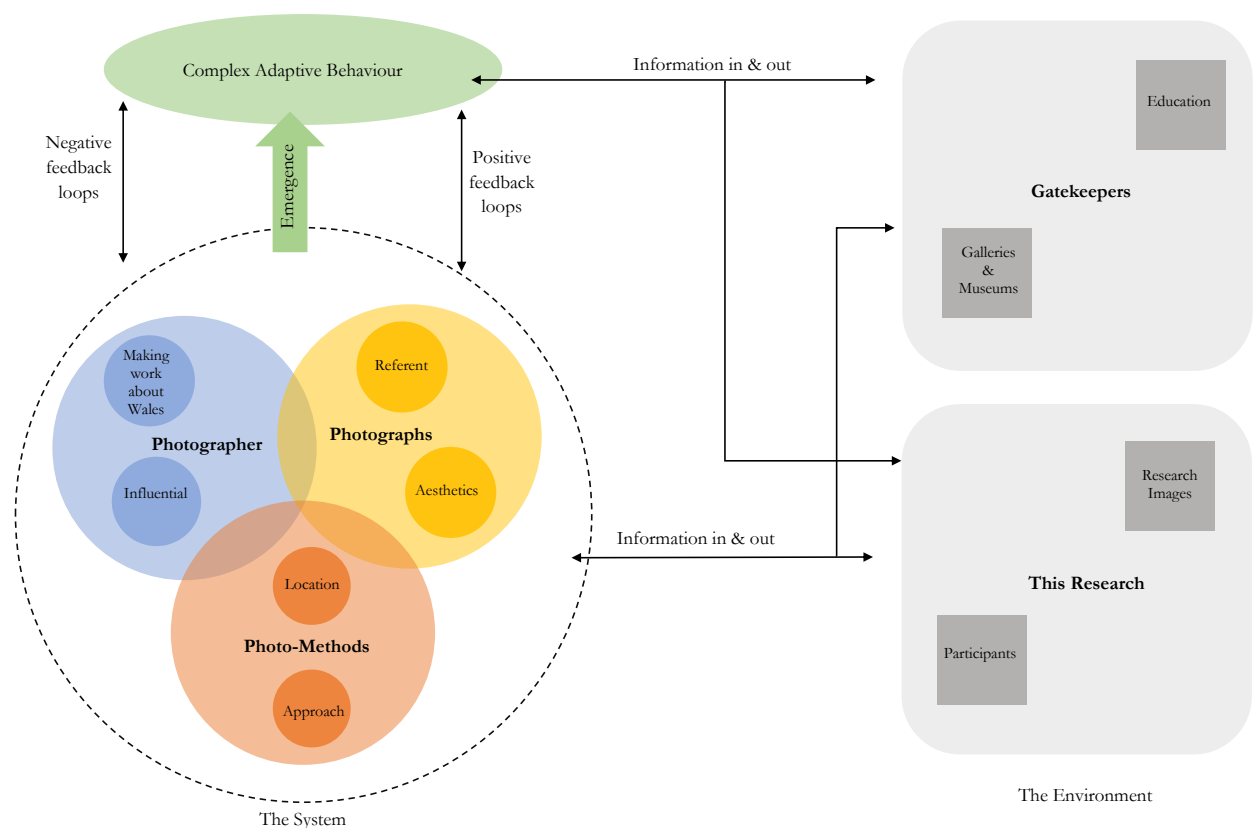 Complex Adaptive Behaviour
Information in & out
Negative
feedback
loops
Emergence
Positive
feedback
loops
Education
Gatekeepers
Galleries
&
Museums
Making
work
about
Wales
Photographer
Influential
Referent
Photographs
Aesthetics
Location
Photo-Methods
Approach
The System
Information in & out
Research
Images
This Research
Participants
The Environment